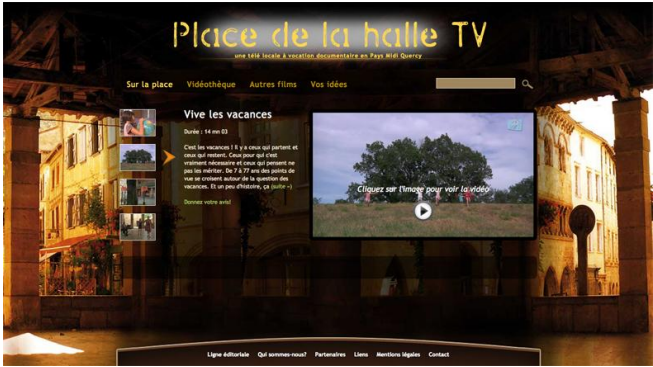 Place de la halle TV
une télé locale à vocation documentaire en Pays Midi Quercy
Sur la place Vidéothèque Autres films Vos idées
Vive les vacances
Durée : 14 mn 03
C'est les vacances ! Il y a ceux qui partent et
ceux qui restent. Ceux pour qui c'est
vraiment nécessaire et ceux qui pensent ne
pas les mériter. De 7 à 77 ans des points de
vue se croisent autour de la question des
vacances. Et un peu d'histoire, ça (suite →)
Donnez votre avis!
Cliquez sur l'image pour voir la vidéo
Ligne éditoriale Qui sommes-nous? Partenaires Liens Mentions légales Contact